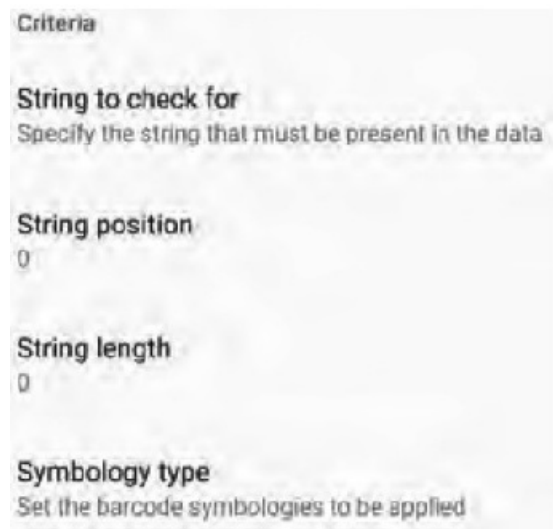 Criteria
String to check for
Specify the string that must be present in the data
String position
0
String length
0
Symbology type
Set the barcode symbologies to be applied